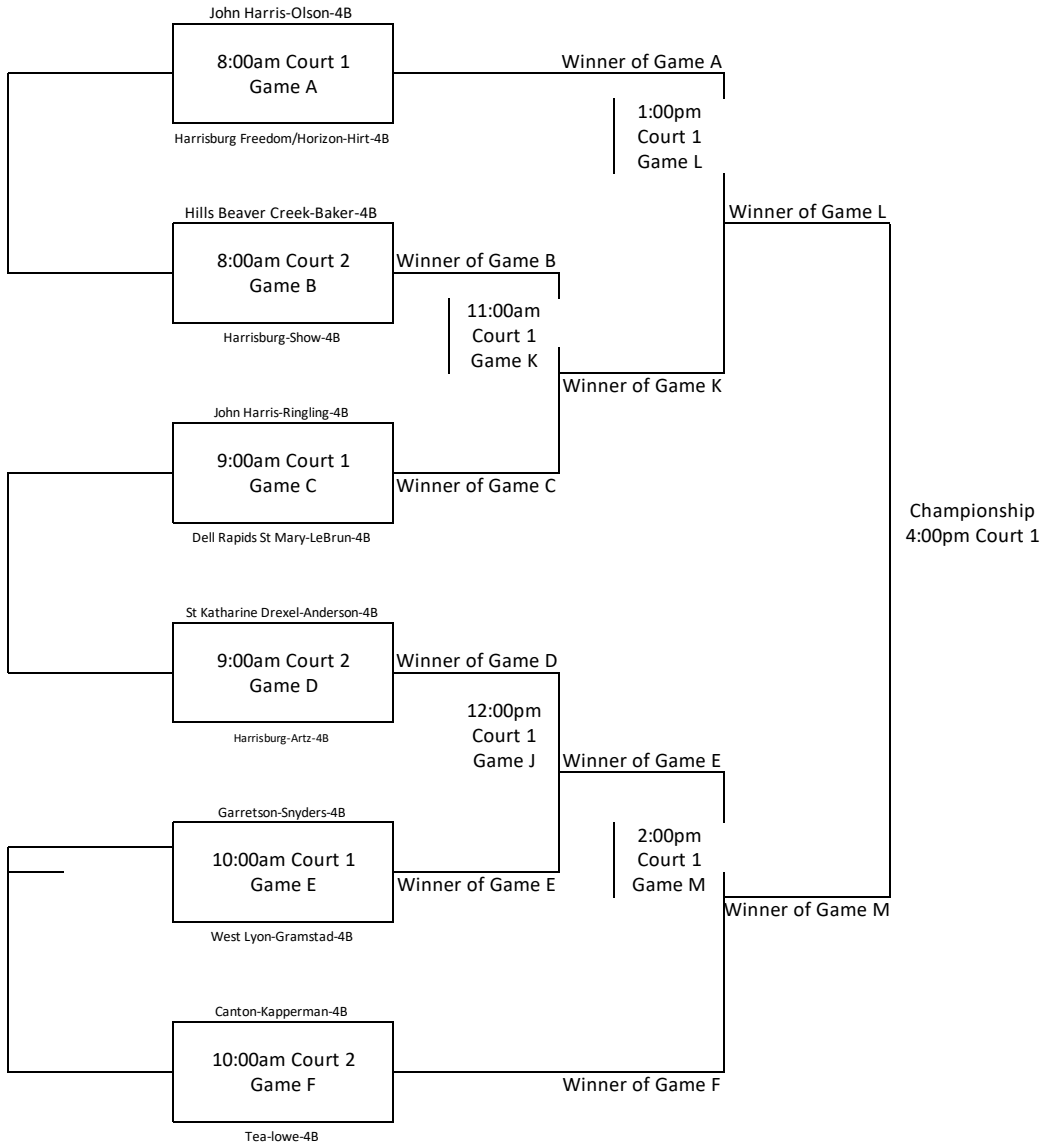 John Harris-Olson-4B
8:00am Court 1
Game A
Harrisburg Freedom/Horizon-Hirt-4B
Winner of Game A
1:00pm
Court 1
Game L
Hills Beaver Creek-Baker-4B
8:00am Court 2
Game B
Harrisburg-Show-4B
Winner of Game B
Winner of Game L
11:00am
Court 1
Game K
Winner of Game K
John Harris-Ringling-4B
9:00am Court 1
Game C
Dell Rapids St Mary-LeBrun-4B
Winner of Game C
Championship
4:00pm Court 1
St Katharine Drexel-Anderson-4B
9:00am Court 2
Game D
Harrisburg-Artz-4B
Winner of Game D
12:00pm
Court 1
Game J
Winner of Game E
Garretson-Snyders-4B
10:00am Court 1
Game E
West Lyon-Gramstad-4B
Winner of Game E
2:00pm
Court 1
Game M
Winner of Game M
Canton-Kapperman-4B
10:00am Court 2
Game F
Tea-lowe-4B
Winner of Game F